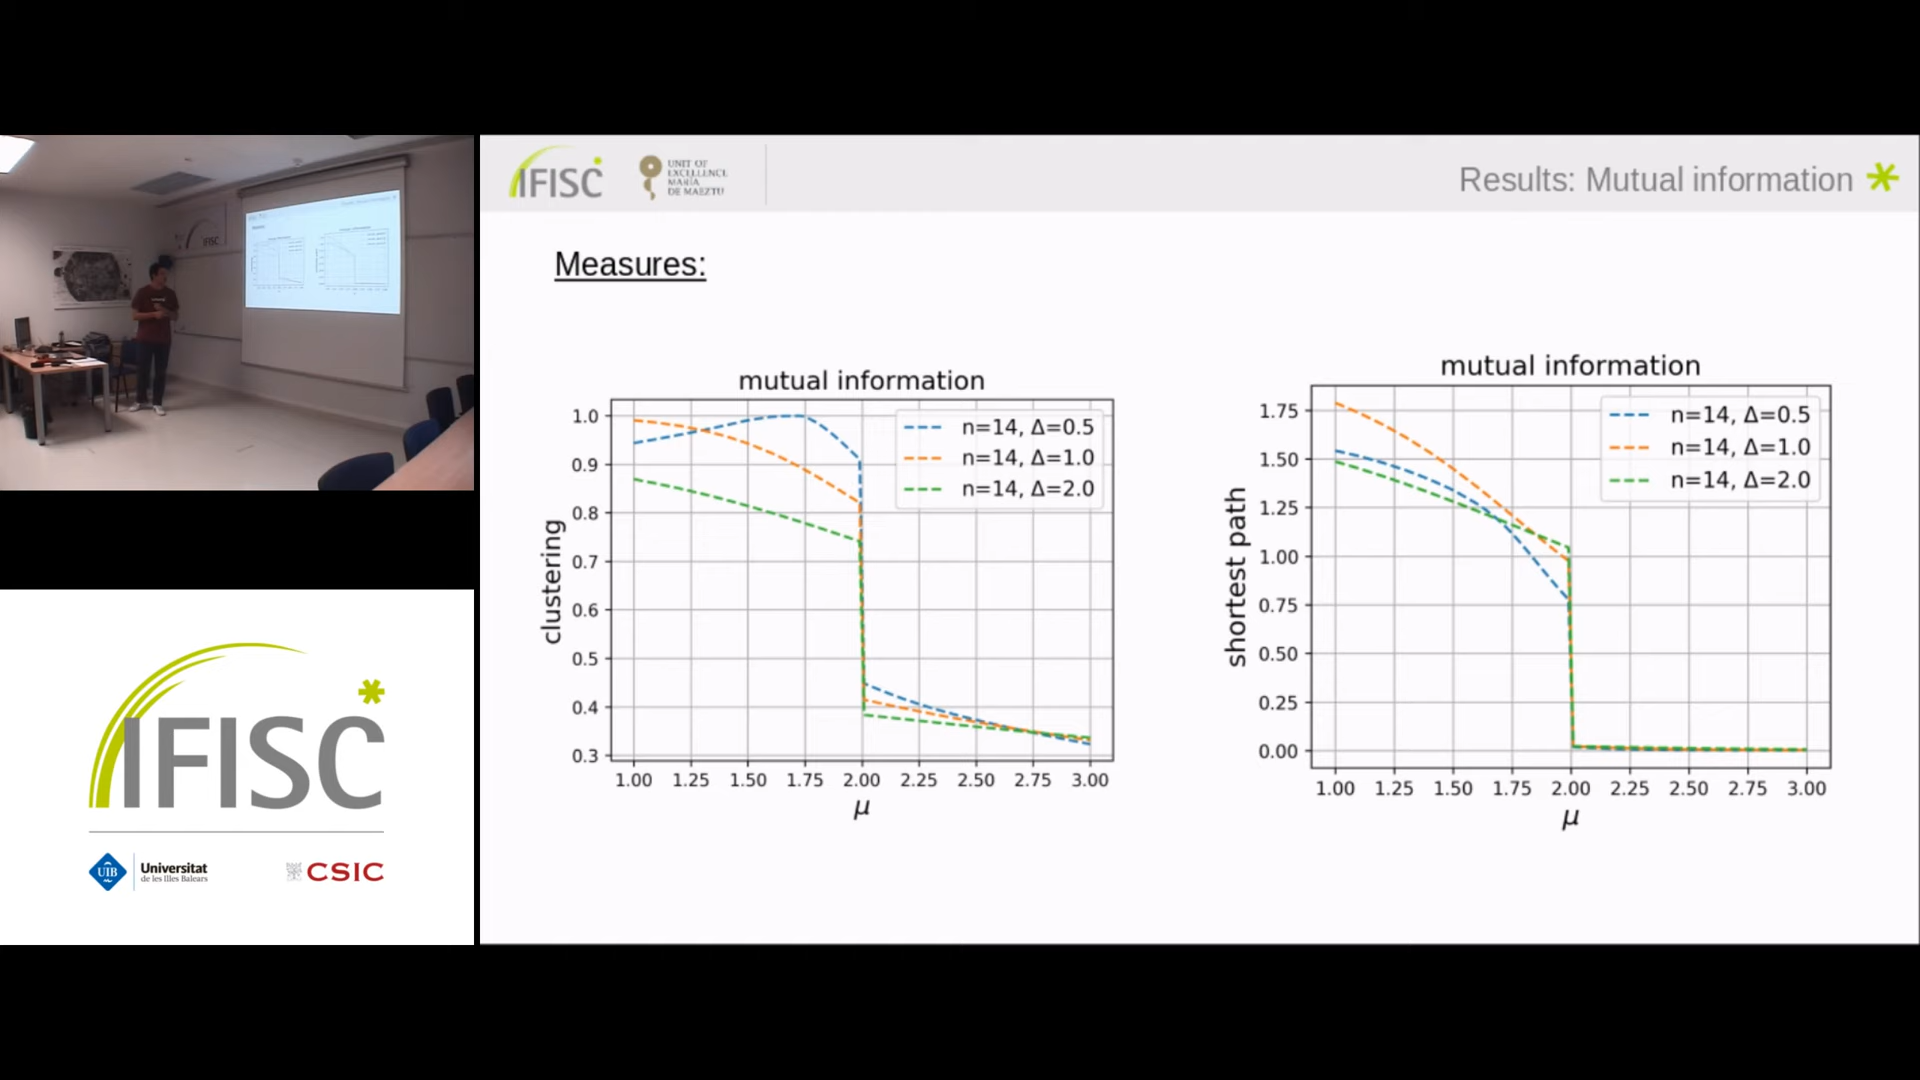 IFISC
UNIT OF
EXCELLENCE
MARÍA
DE MAEZTU
Results: Mutual information
Measures:
mutual information
clustering
1.0
0.9
0.8
0.7
0.6
0.5
0.4
0.3
n=14, Δ=0.5
n=14, Δ=1.0
n=14, Δ=2.0
1.00 1.25 1.50 1.75 2.00 2.25 2.50 2.75 3.00
μ
mutual information
shortest path
1.75
1.50
1.25
1.00
0.75
0.50
0.25
0.00
n=14, Δ=0.5
n=14, Δ=1.0
n=14, Δ=2.0
1.00 1.25 1.50 1.75 2.00 2.25 2.50 2.75 3.00
μ
IFISC
IFISC
UIB
Universitat
de les Illes Balears
CSIC